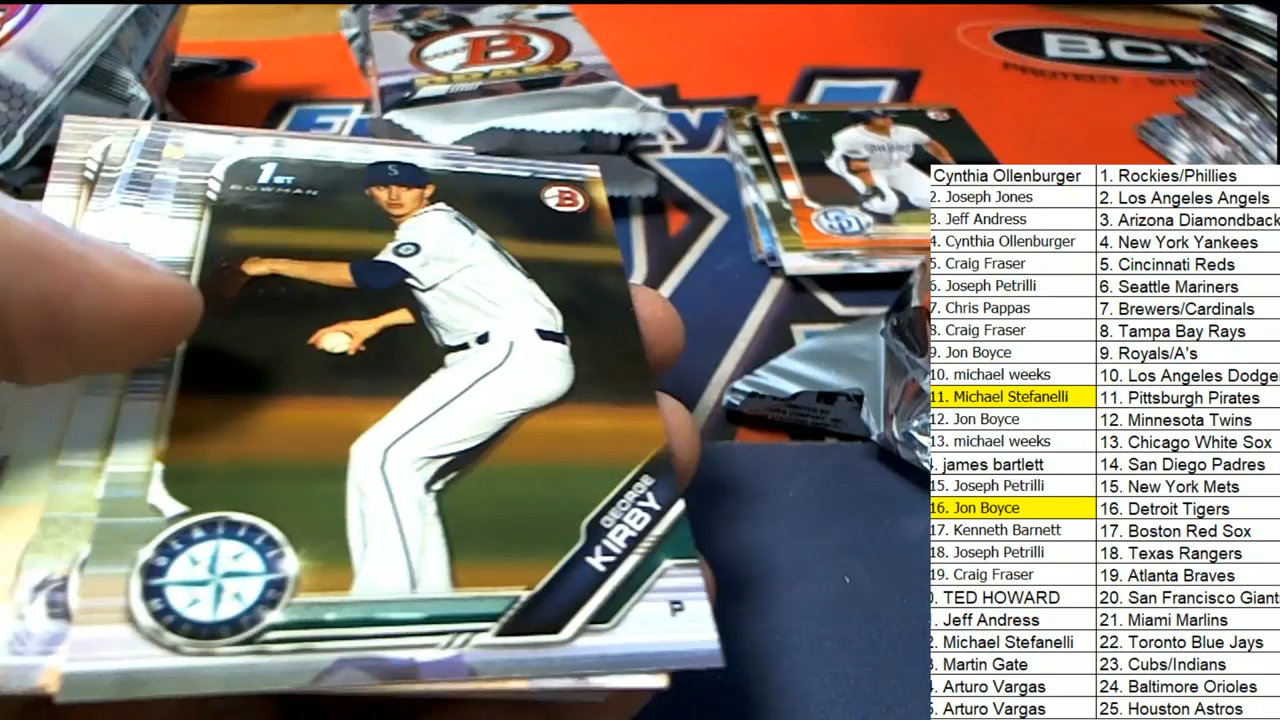 B
DRAFT
BCW
1ST
BOWMAN
B
S
GEORGE
KIRBY
P
SEATTLE
SD
Cynthia Ollenburger 1. Rockies/Phillies
2. Joseph Jones 2. Los Angeles Angels
3. Jeff Andress 3. Arizona Diamondback
4. Cynthia Ollenburger 4. New York Yankees
5. Craig Fraser 5. Cincinnati Reds
6. Joseph Petrilli 6. Seattle Mariners
7. Chris Pappas 7. Brewers/Cardinals
8. Craig Fraser 8. Tampa Bay Rays
9. Jon Boyce 9. Royals/A's
10. michael weeks 10. Los Angeles Dodge
11. Michael Stefanelli 11. Pittsburgh Pirates
12. Jon Boyce 12. Minnesota Twins
13. michael weeks 13. Chicago White Sox
. james bartlett 14. San Diego Padres
15. Joseph Petrilli 15. New York Mets
16. Jon Boyce 16. Detroit Tigers
17. Kenneth Barnett 17. Boston Red Sox
18. Joseph Petrilli 18. Texas Rangers
19. Craig Fraser 19. Atlanta Braves
. TED HOWARD 20. San Francisco Giant
. Jeff Andress 21. Miami Marlins
. Michael Stefanelli 22. Toronto Blue Jays
. Martin Gate 23. Cubs/Indians
. Arturo Vargas 24. Baltimore Orioles
. Arturo Vargas 25. Houston Astros